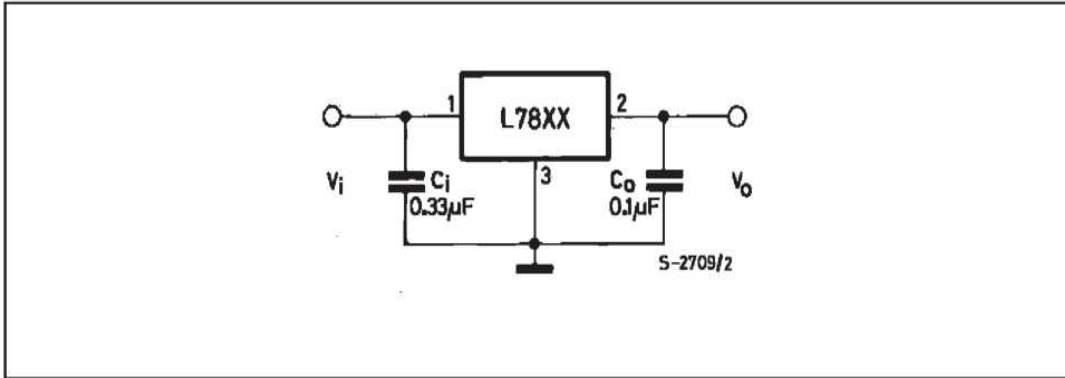 1
L78XX
2
3
Vi
Ci
0.33μF
Co
0.1μF
Vo
S-2709/2